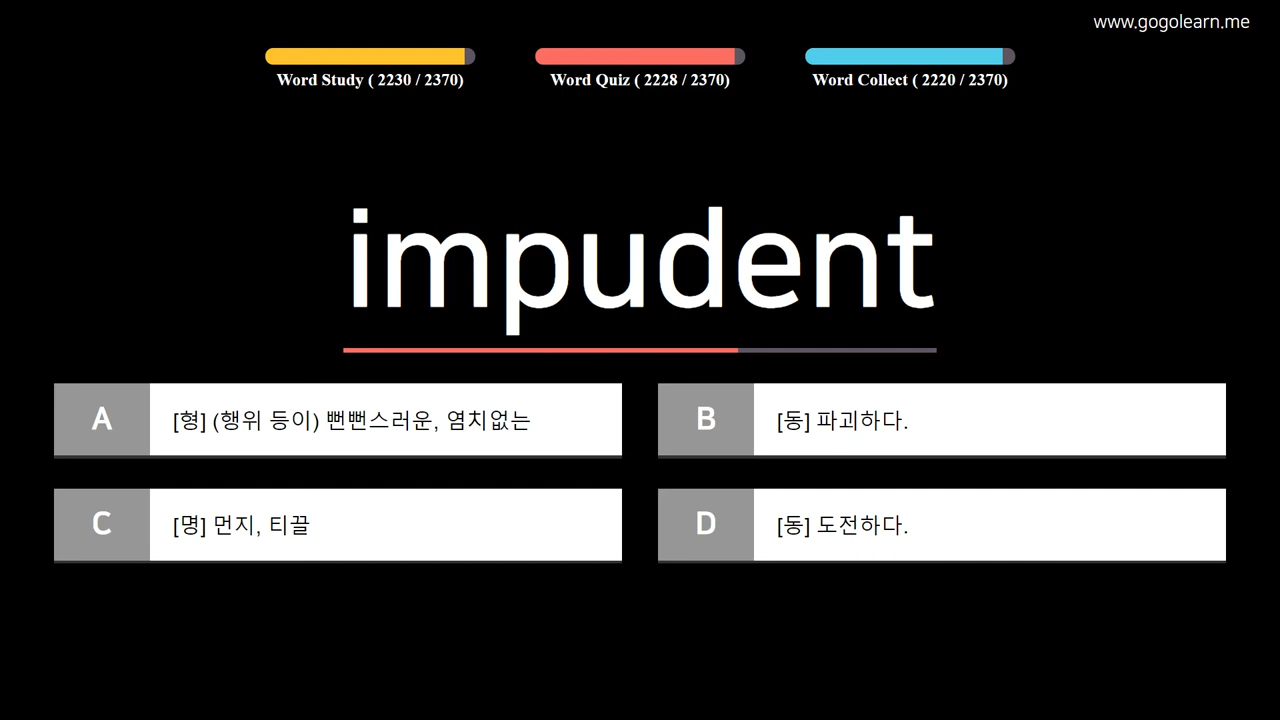 www.gogolearn.me
Word Study ( 2230 / 2370)
Word Quiz ( 2228 / 2370)
Word Collect ( 2220 / 2370)
impudent
A [형] (행위 등이) 뻔뻔스러운, 염치없는
B [동] 파괴하다.
C [명] 먼지, 티끌
D [동] 도전하다.